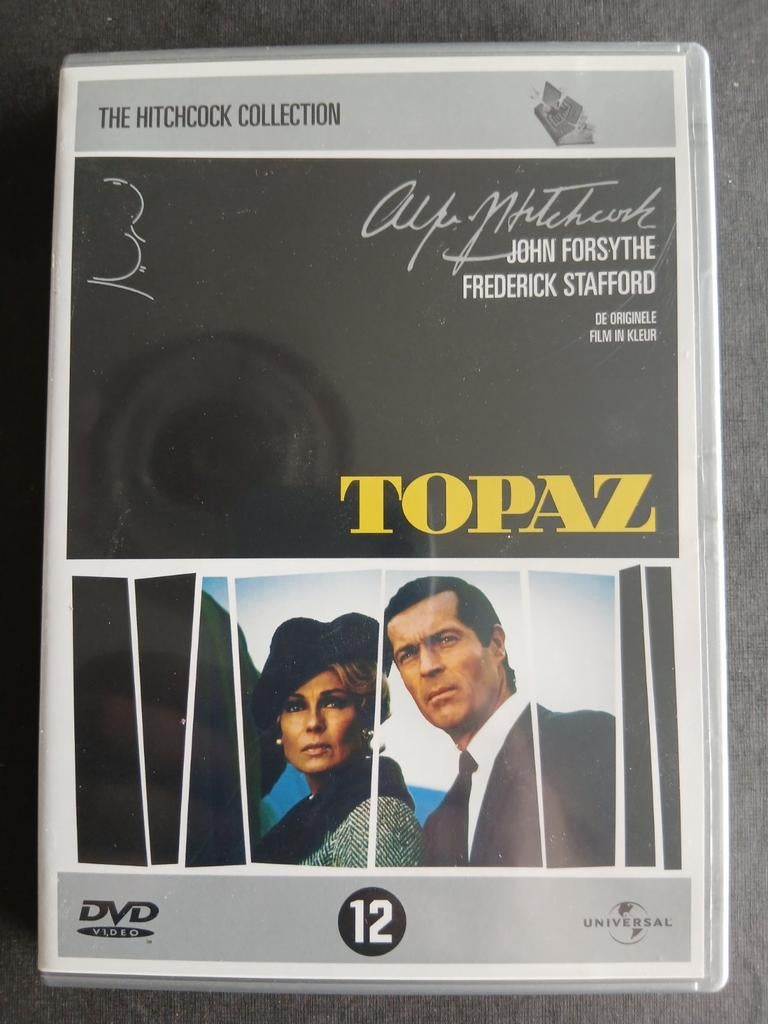 THE HITCHCOCK COLLECTION
Alfred Hitchcock
JOHN FORSYTHE
FREDERICK STAFFORD
DE ORIGINELE
FILM IN KLEUR
TOPAZ
DVD
VIDEO
12
UNIVERSAL